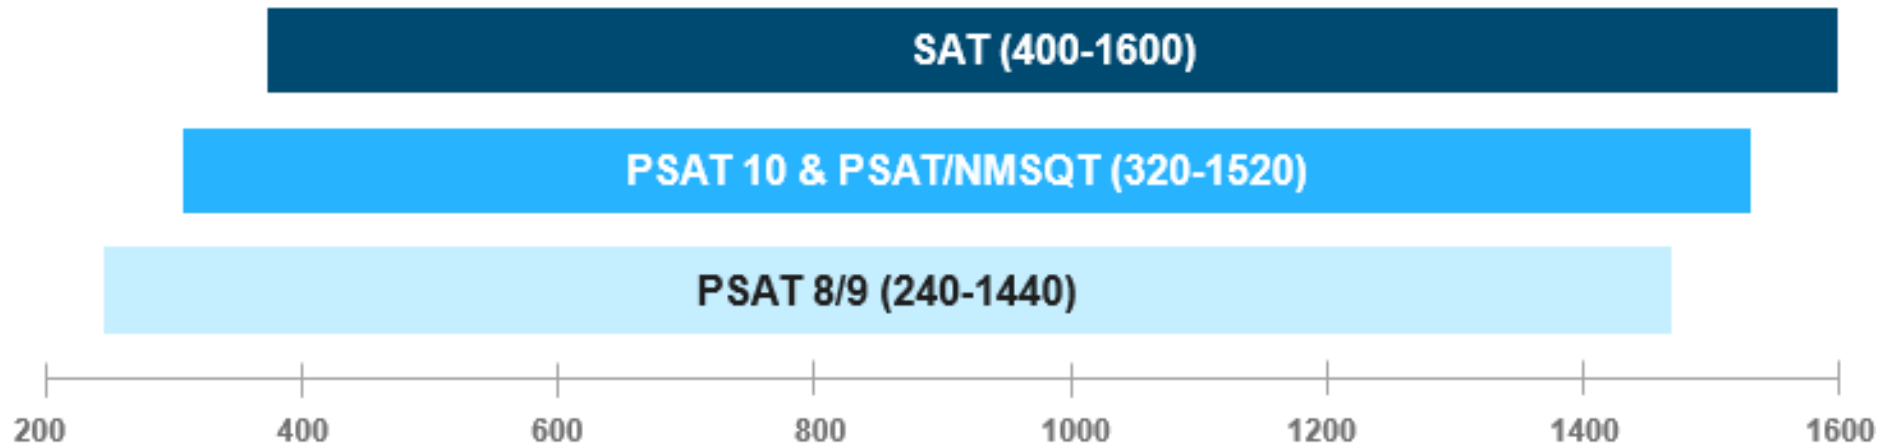 SAT (400-1600)
PSAT 10 & PSAT/NMSQT (320-1520)
PSAT 8/9 (240-1440)
200 400 600 800 1000 1200 1400 1600